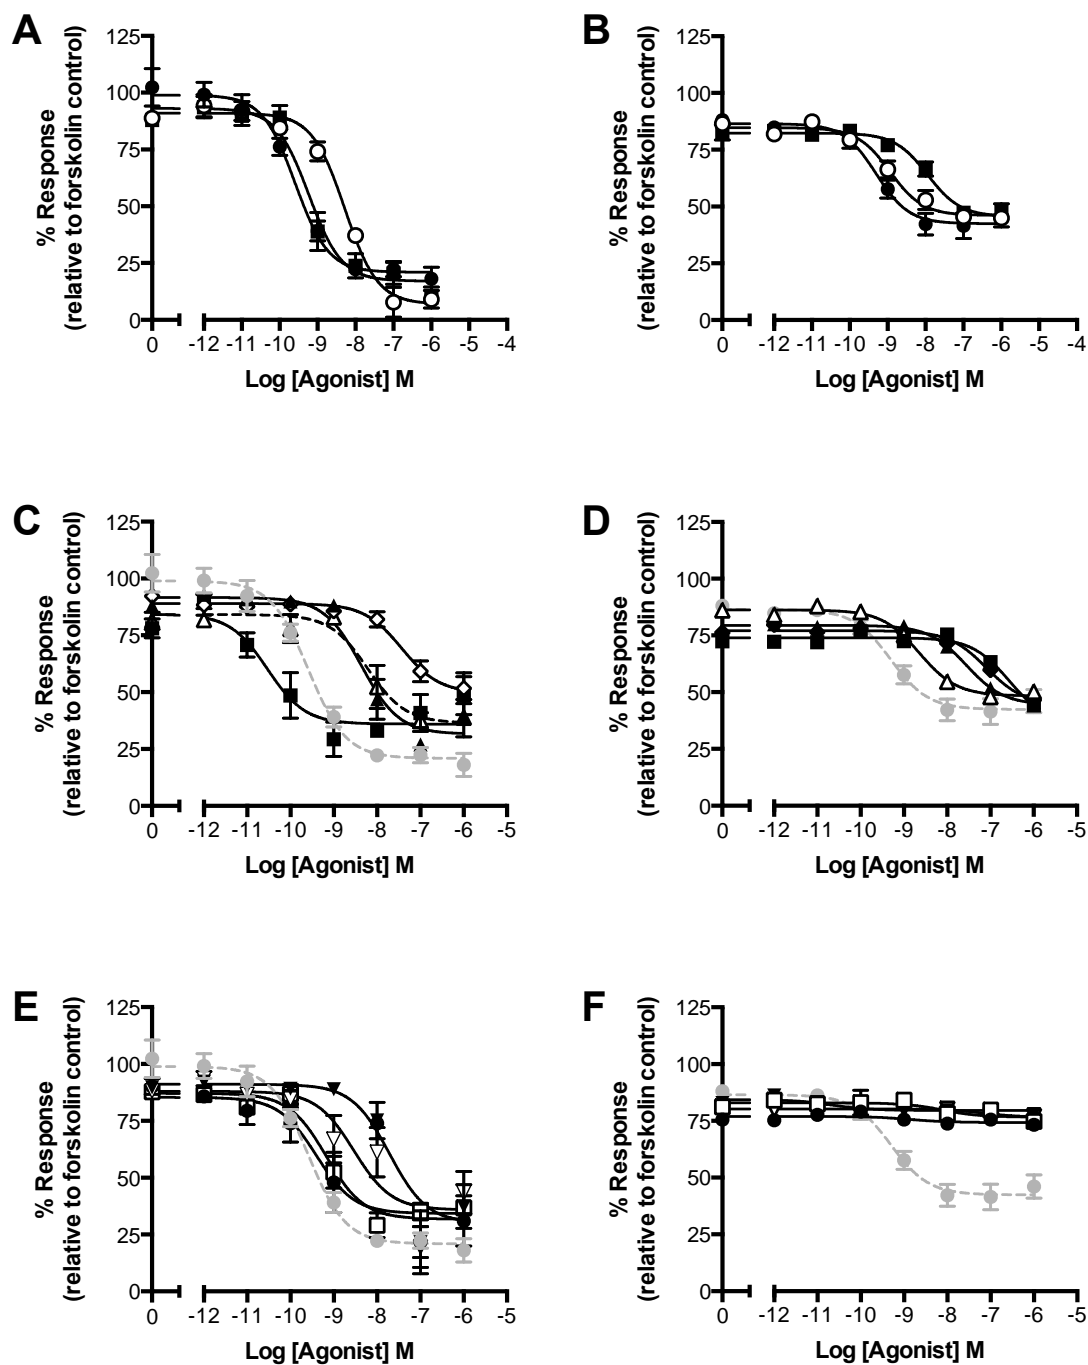 A
% Response
(relative to forskolin control)
125
100
75
50
25
0
0 -12 -11 -10 -9 -8 -7 -6 -5 -4
Log [Agonist] M
B
% Response
(relative to forskolin control)
125
100
75
50
25
0
0 -12 -11 -10 -9 -8 -7 -6 -5 -4
Log [Agonist] M
C
% Response
(relative to forskolin control)
125
100
75
50
25
0
0 -12 -11 -10 -9 -8 -7 -6 -5
Log [Agonist] M
D
% Response
(relative to forskolin control)
125
100
75
50
25
0
0 -12 -11 -10 -9 -8 -7 -6 -5
Log [Agonist] M
E
% Response
(relative to forskolin control)
125
100
75
50
25
0
0 -12 -11 -10 -9 -8 -7 -6 -5
Log [Agonist] M
F
% Response
(relative to forskolin control)
125
100
75
50
25
0
0 -12 -11 -10 -9 -8 -7 -6 -5
Log [Agonist] M